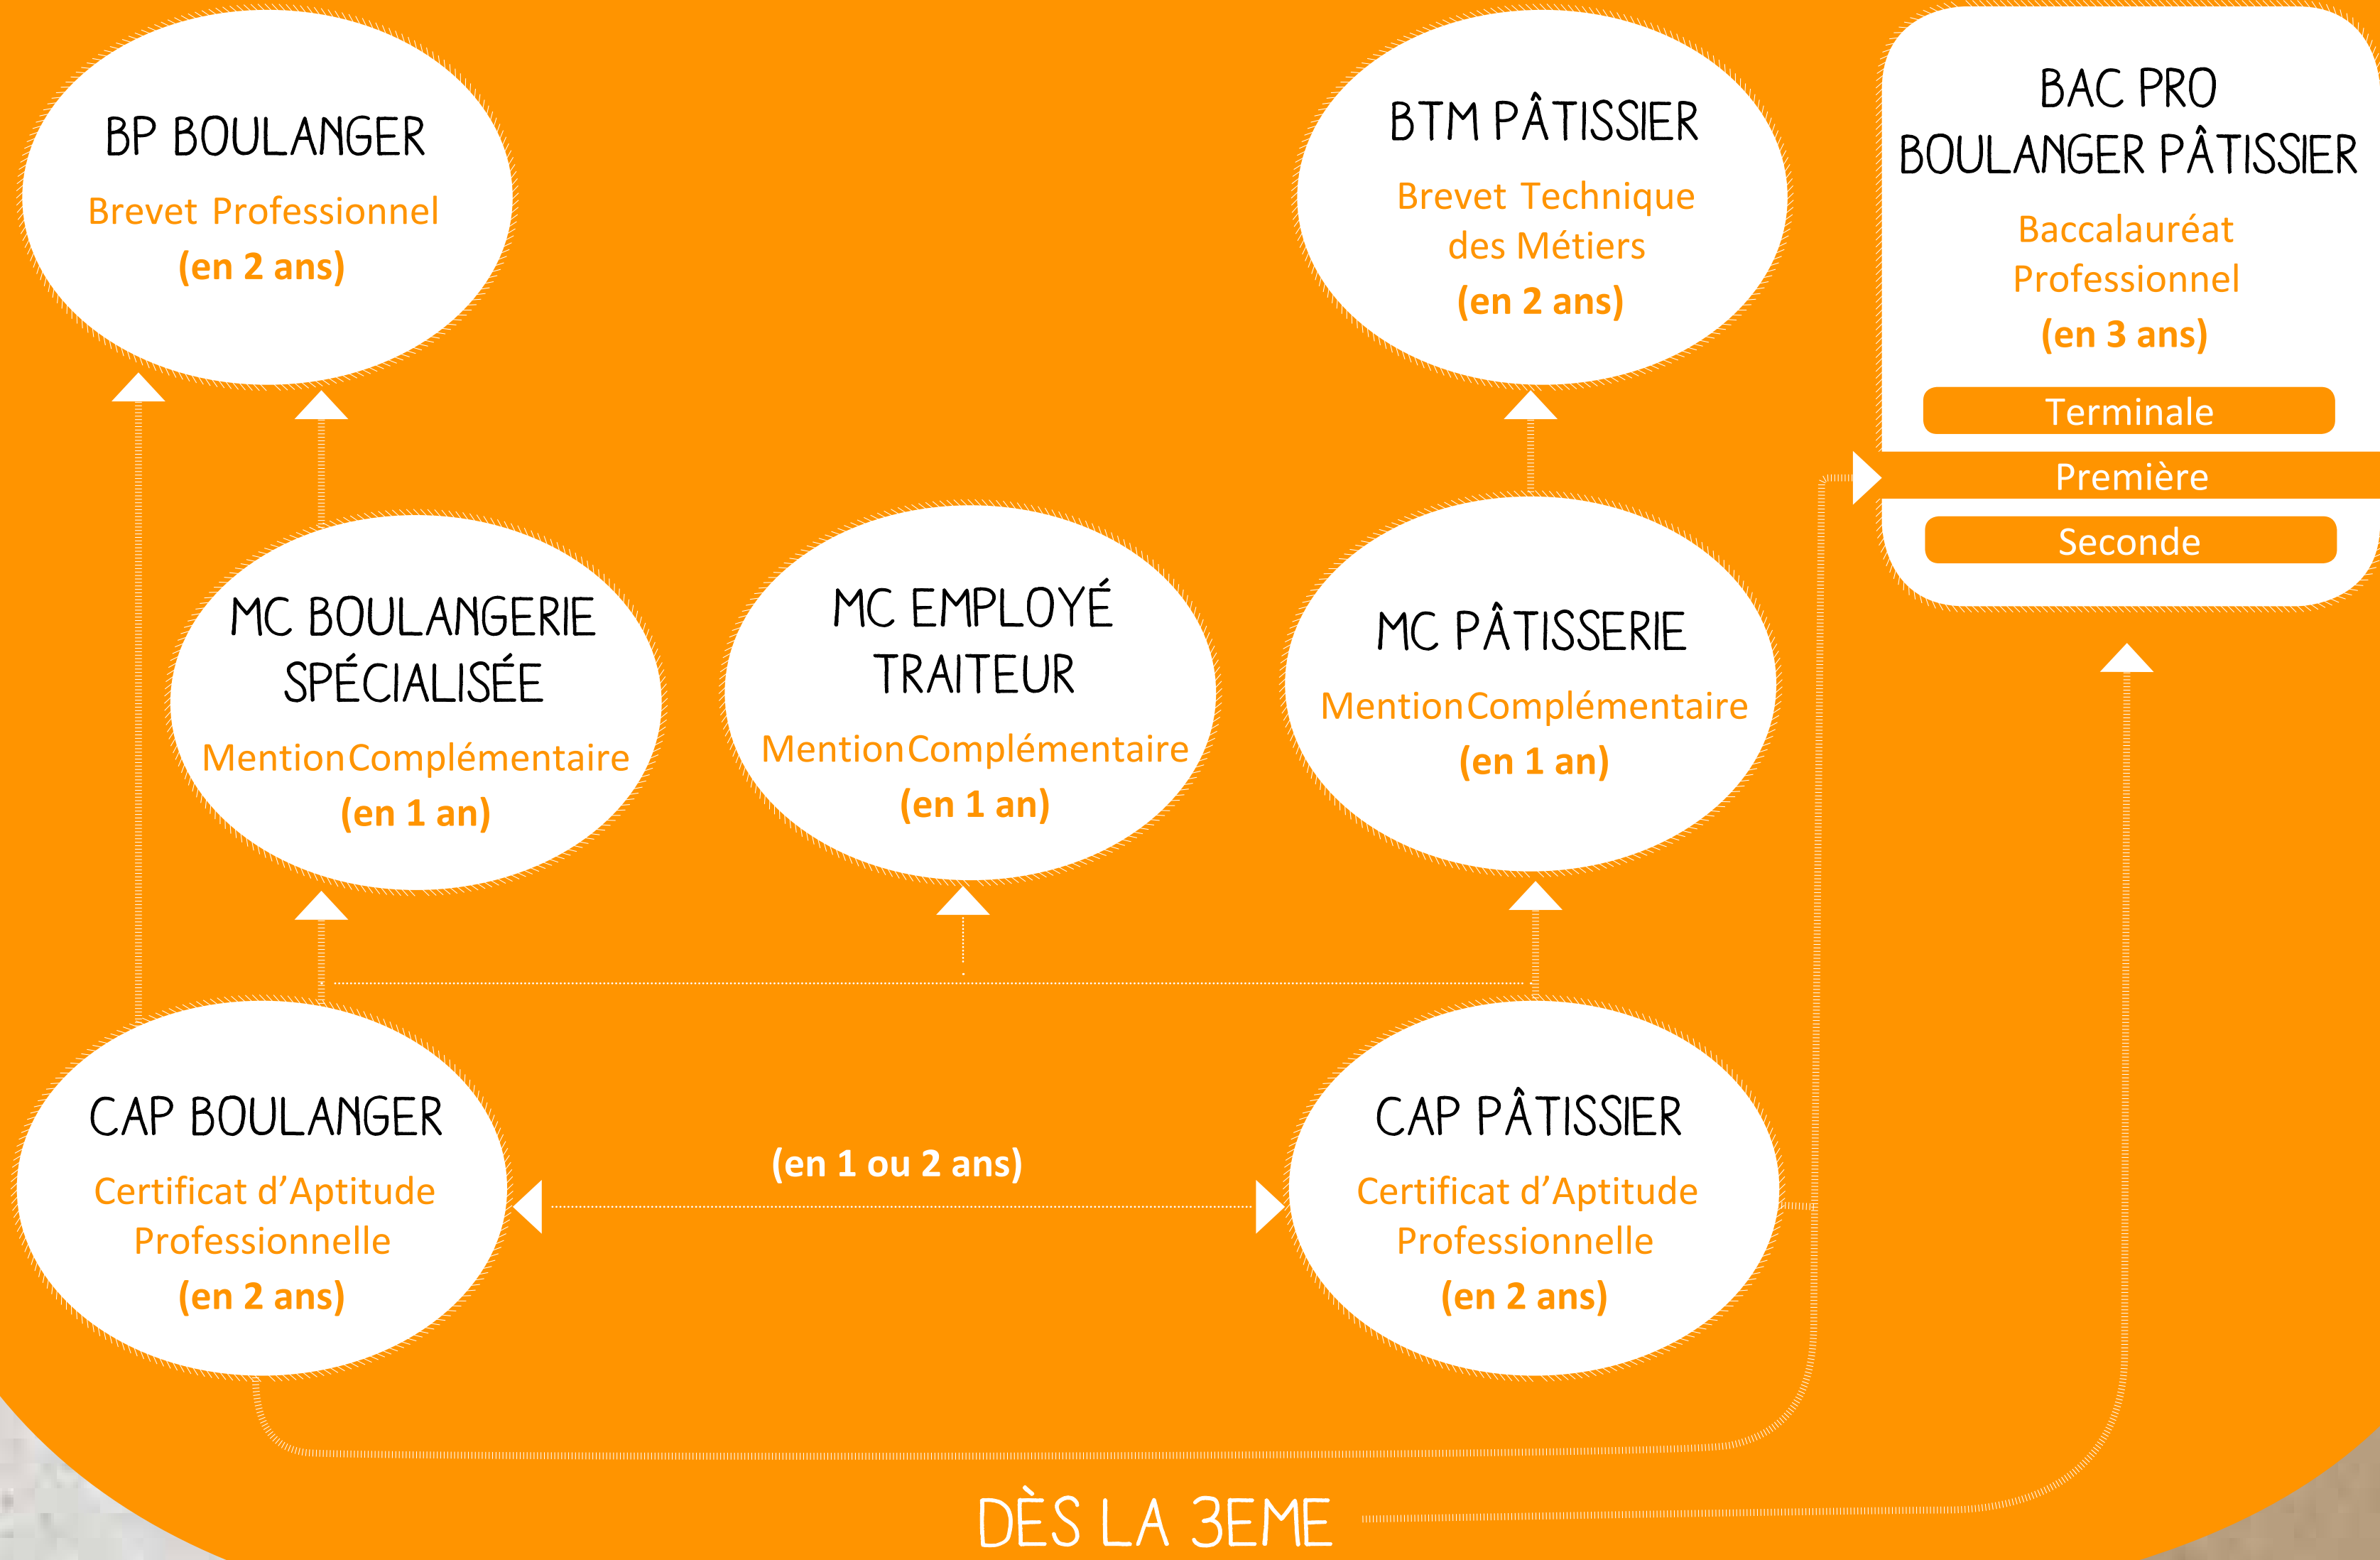 BP BOULANGER
Brevet Professionnel
(en 2 ans)
BTM PÂTISSIER
Brevet Technique
des Métiers
(en 2 ans)
BAC PRO
BOULANGER PÂTISSIER
Baccalauréat
Professionnel
(en 3 ans)
Terminale
Première
Seconde
MC BOULANGERIE
SPÉCIALISÉE
Mention Complémentaire
(en 1 an)
MC EMPLOYÉ
TRAITEUR
Mention Complémentaire
(en 1 an)
MC PÂTISSERIE
Mention Complémentaire
(en 1 an)
CAP BOULANGER
Certificat d’Aptitude
Professionnelle
(en 2 ans)
(en 1 ou 2 ans)
CAP PÂTISSIER
Certificat d’Aptitude
Professionnelle
(en 2 ans)
DÈS LA 3EME